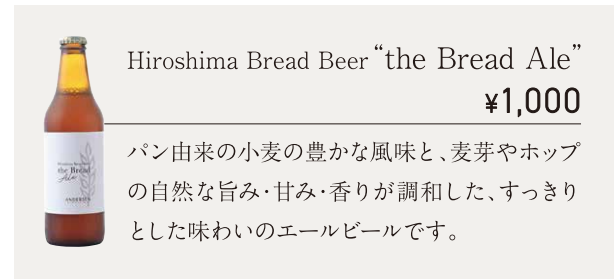 Hiroshima Bread Beer “the Bread Ale”
¥1,000
パン由来の小麦の豊かな風味と、麦芽やホップ
の自然な旨み・甘み・香りが調和した、すっきり
とした味わいのエールビールです。
the Bread
Ale